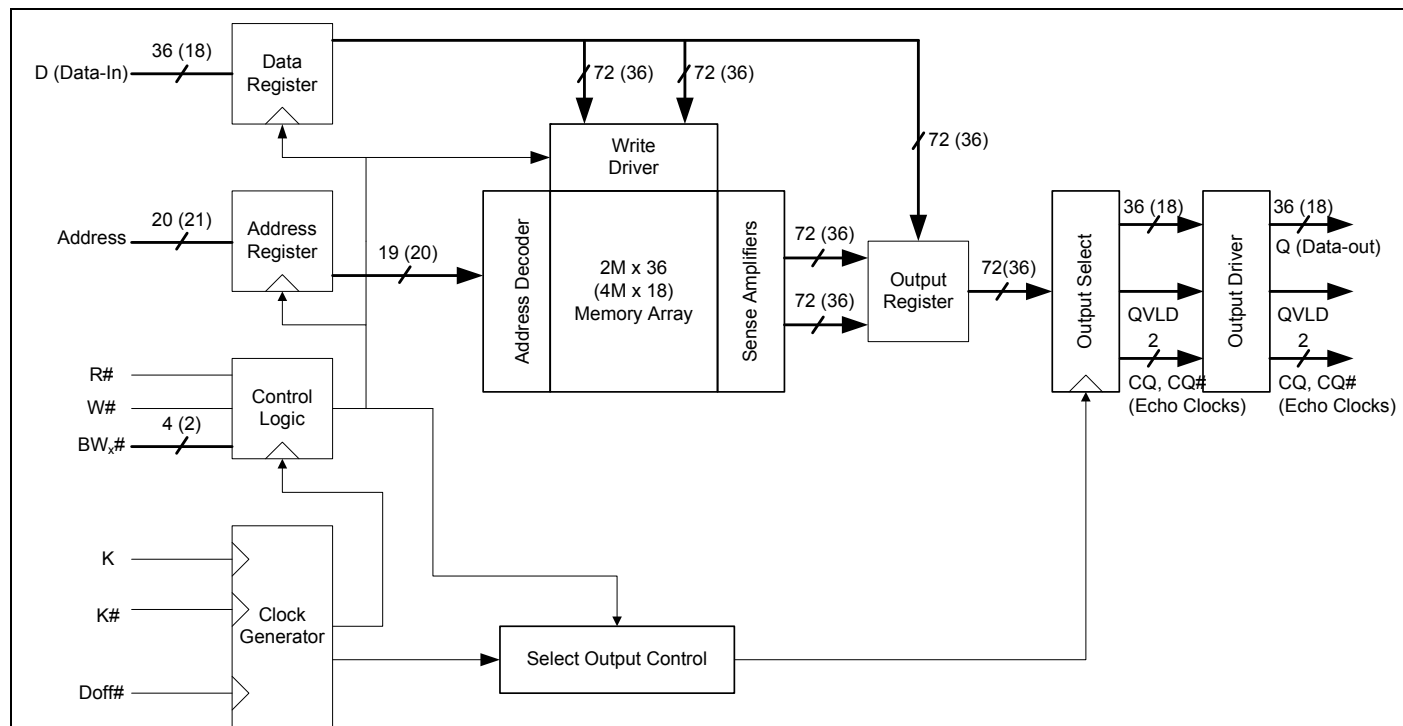 D (Data-In)
36 (18)
Data
Register
72 (36)
72 (36)
72 (36)
Write
Driver
Address
20 (21)
Address
Register
19 (20)
Address Decoder
2M x 36
(4M x 18)
Memory Array
Sense Amplifiers
72 (36)
72 (36)
Output
Register
72(36)
Output Select
36 (18)
QVLD
2
CQ, CQ#
(Echo Clocks)
Output Driver
36 (18)
Q (Data-out)
QVLD
2
CQ, CQ#
(Echo Clocks)
R#
W#
4 (2)
BWx#
Control
Logic
K
K#
Doff#
Clock
Generator
Select Output Control